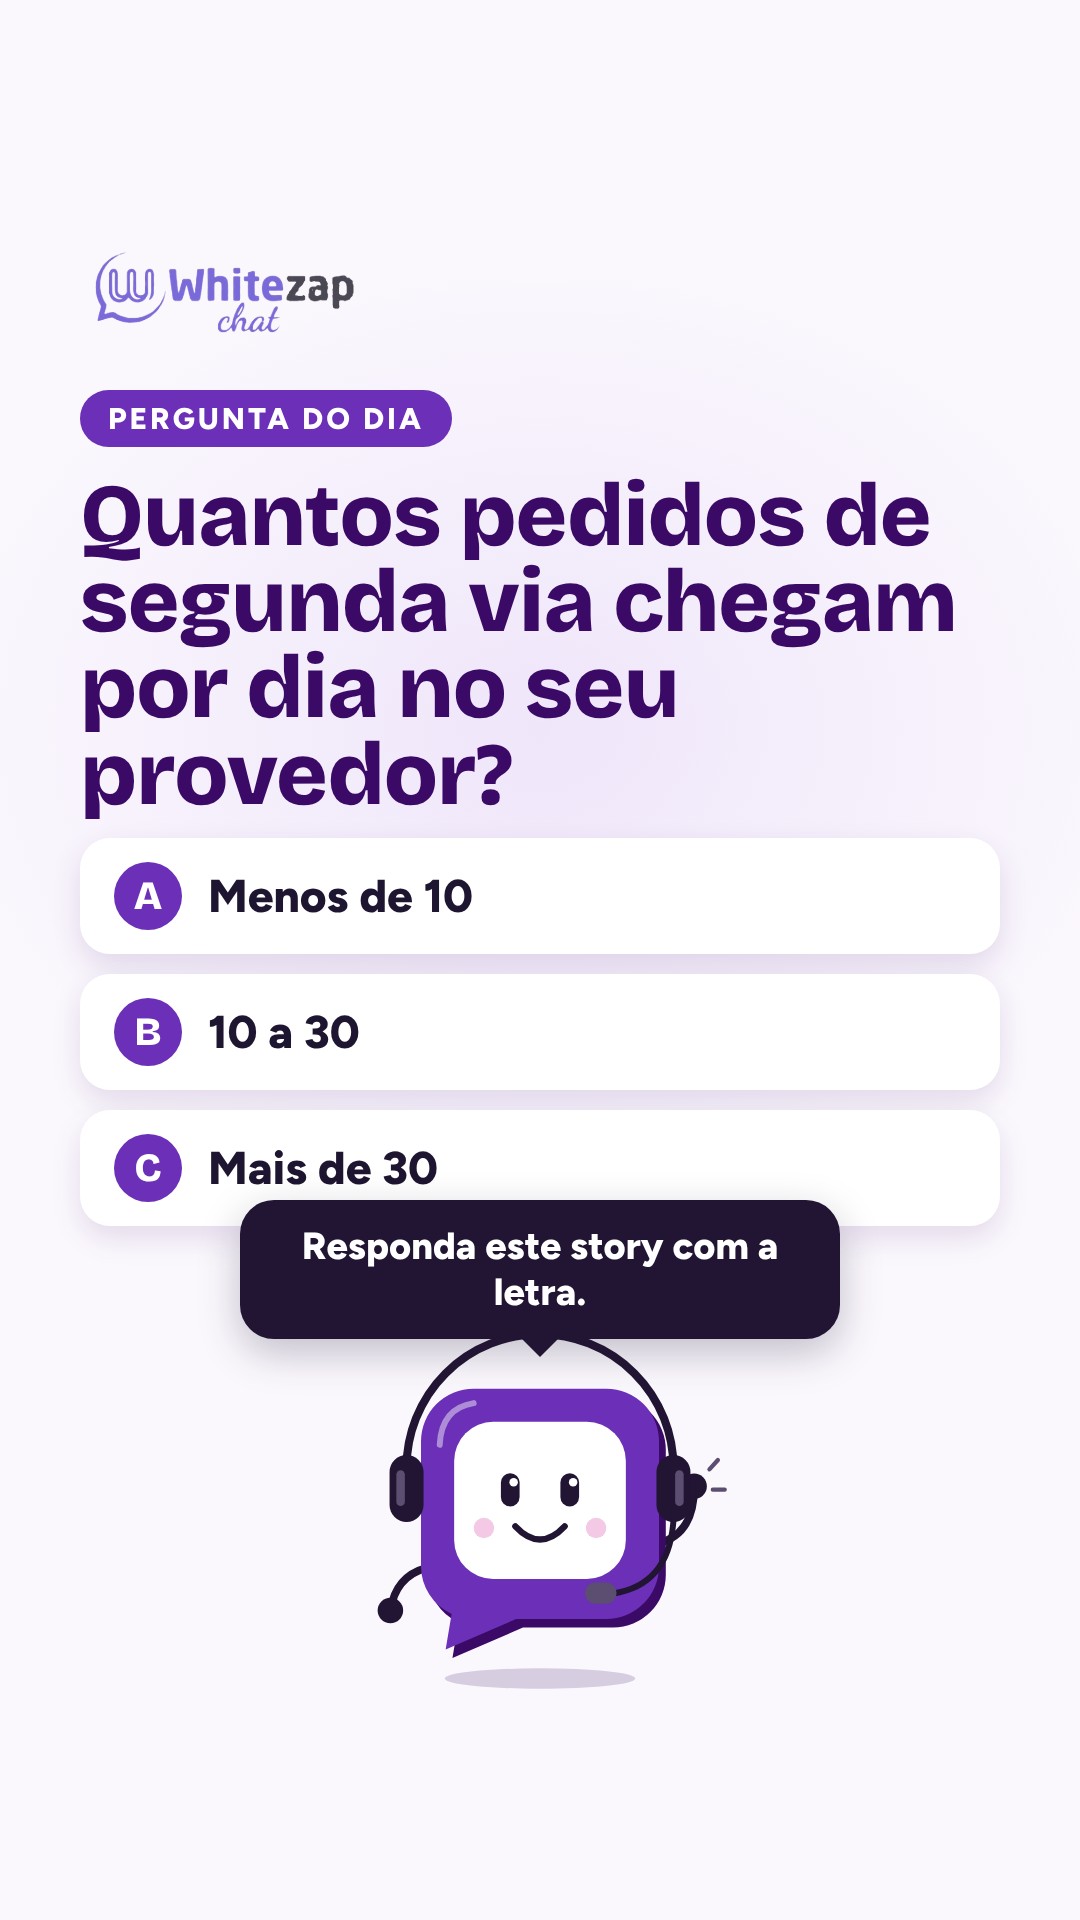 Whitezap
chat
PERGUNTA DO DIA
Quantos pedidos de
segunda via chegam
por dia no seu
provedor?
A Menos de 10
B 10 a 30
C Mais de 30
Responda este story com a
letra.